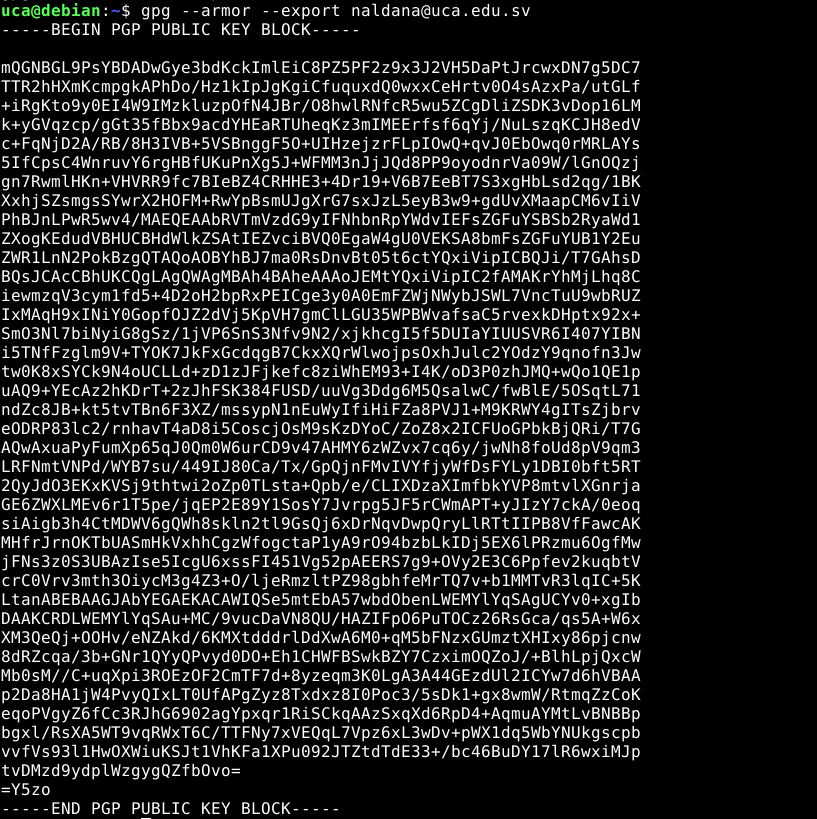 uca@debian:~$ gpg --armor --export naldana@uca.edu.sv
-----BEGIN PGP PUBLIC KEY BLOCK-----
mQGNBGL9PsYBDADwGye3bdKckImlEiC8PZ5PF2z9x3J2VH5DaPtJrcwxDN7g5DC7
TTR2hHXmKcmpgkAPhDo/Hz1kIpJgKgiCfuquxdQ0wxxCeHrtv0O4sAzxPa/utGLf
+iRgKto9y0EI4W9IMzkluzpOfN4JBr/O8hwlRNfcR5wu5ZCgDliZSDK3vDop16LM
k+yGVqzcp/gGt35fBbx9acdYHEaRTUheqKz3mIMEErfsf6qYj/NuLszqKCJH8edV
c+FqNjD2A/RB/8H3IVB+5VSBnggF5O+UIHzejzrFLpIOwQ+qvJ0EbOwq0rMRLAYs
5IfCpsC4WnruvY6rgHBfUKuPnXg5J+WFMM3nJjJQd8PP9oyodnrVa09W/lGnOQzj
gn7RwmlHKn+VHVRR9fc7BIeBZ4CRHHE3+4Dr19+V6B7EeBT7S3xgHbLsd2qg/1BK
XxhjSZsmgsSYwrX2HOFM+RwYpBsmUJgXrG7sxJzL5eyB3w9+gdUvXMaapCM6vIiV
PhBJnLPwR5wv4/MAEQEAAbRVTmVzdG9yIFNhbnRpYWdvIEFsZGFuYSBSb2RyaWd1
ZXogKEdudVBHUCBHdWlkZSAtIEZvciBVQ0EgaW4gU0VEKSA8bmFsZGFuYUB1Y2Eu
ZWR1LnN2PokBzgQTAQoAOBYhBJ7ma0RsDnvBt05t6ctYQxiVipICBQJi/T7GAhsD
BQsJCAcCBhUKCQgLAgQWAgMBAh4BAheAAAoJEMtYQxiVipIC2fAMAKrYhMjLhq8C
iewmzqV3cym1fd5+4D2oH2bpRxPEICge3y0A0EmFZWjNWybJSWL7VncTuU9wbRUZ
IxMAqH9xINiY0GopfOJZ2dVj5KpVH7gmClLGU35WPBWvafsaC5rvexkDHptx92x+
SmO3Nl7biNyiG8gSz/1jVP6SnS3Nfv9N2/xjkhcgI5f5DUIaYIUUSVR6I407YIBN
i5TNfFzglm9V+TYOK7JkFxGcdqgB7CkxXQrWlwojpsOxhJulc2YOdzY9qnofn3Jw
tw0K8xSYCk9N4oUCLLd+zD1zJFjkefc8ziWhEM93+I4K/oD3P0zhJMQ+wQo1QE1p
uAQ9+YEcAz2hKDrT+2zJhFSK384FUSD/uuVg3Ddg6M5QsalwC/fwBlE/5OSqtL71
ndZc8JB+kt5tvTBn6F3XZ/mssypN1nEuWyIfiHiFZa8PVJ1+M9KRWY4gITsZjbrv
eODRP83lc2/rnhavT4aD8i5CoscjOsM9sKzDYoC/ZoZ8x2ICFUoGPbkBjQRi/T7G
AQwAxuaPyFumXp65qJ0Qm0W6urCD9v47AHMY6zWZvx7cq6y/jwNh8foUd8pV9qm3
LRFNmtVNPd/WYB7su/449IJ80Ca/Tx/GpQjnFMvIVYfjyWfDsFYLy1DBI0bft5RT
2QyJdO3EKxKVSj9thtwi2oZp0TLsta+Qpb/e/CLIXDzaXImfbkYVP8mtvlXGnrja
GE6ZWXLMEv6r1T5pe/jqEP2E89Y1SosY7Jvrpg5JF5rCWmAPT+yJIzY7ckA/0eoq
siAigb3h4CtMDWV6gQWh8skln2tl9GsQj6xDrNqvDwpQryLlRTtIIPB8VfFawcAK
MHfrJrnOKTbUASmHkVxhhCgzWfogctaP1yA9rO94bzbLkIDj5EX6lPRzmu6OgfMw
jFNs3z0S3UBAzIse5IcgU6xssFI451Vg52pAEERS7g9+OVy2E3C6Ppfev2kuqbtV
crC0Vrv3mth3OiycM3g4Z3+O/ljeRmzltPZ98gbhfeMrTQ7v+b1MMTvR3lqIC+5K
LtanABEBAAGJAbYEGAEKACAWIQSe5mtEbA57wbdObenLWEMYlYqSAgUCYv0+xgIb
DAAKCRDLWEMYlYqSAu+MC/9vucDaVN8QU/HAZIFpO6PuTOCz26RsGca/qs5A+W6x
XM3QeQj+OOHv/eNZAkd/6KMXtdddrlDdXwA6M0+qM5bfFNzxGUmztXHIxy86pjcnw
8dRZcqa/3b+GNr1QYyQPvyd0DO+Eh1CHWFBSwkBZY7CzximOQZoJ/+BlhLpjQxcW
Mb0sM//C+uqXpi3ROEzOF2CmTF7d+8yzeqm3K0LgA3A44GEzdUl2ICYw7d6hVBAA
p2Da8HA1jW4PvyQIxLT0UfAPgZyz8Txdxz8I0Poc3/5sDk1+gx8wmW/RtmqZzCoK
eqoPVgyZ6fCc3RJhG6902agYpxqr1RiSCkqAAzSxqXd6RpD4+AqmuAYMtLvBNBBp
bgxl/RsXA5WT9vqRWxT6C/TTFNy7xVEQqL7Vpz6xL3wDv+pWX1dq5WbYNUkgscpb
vvfVs93l1HwOXWiuKSJt1VhKFa1XPu092JTZtdTdE33+/bc46BuDY17lR6wxiMJp
tvDMzd9ydplWzgygQZfbOvo=
=Y5zo
-----END PGP PUBLIC KEY BLOCK-----